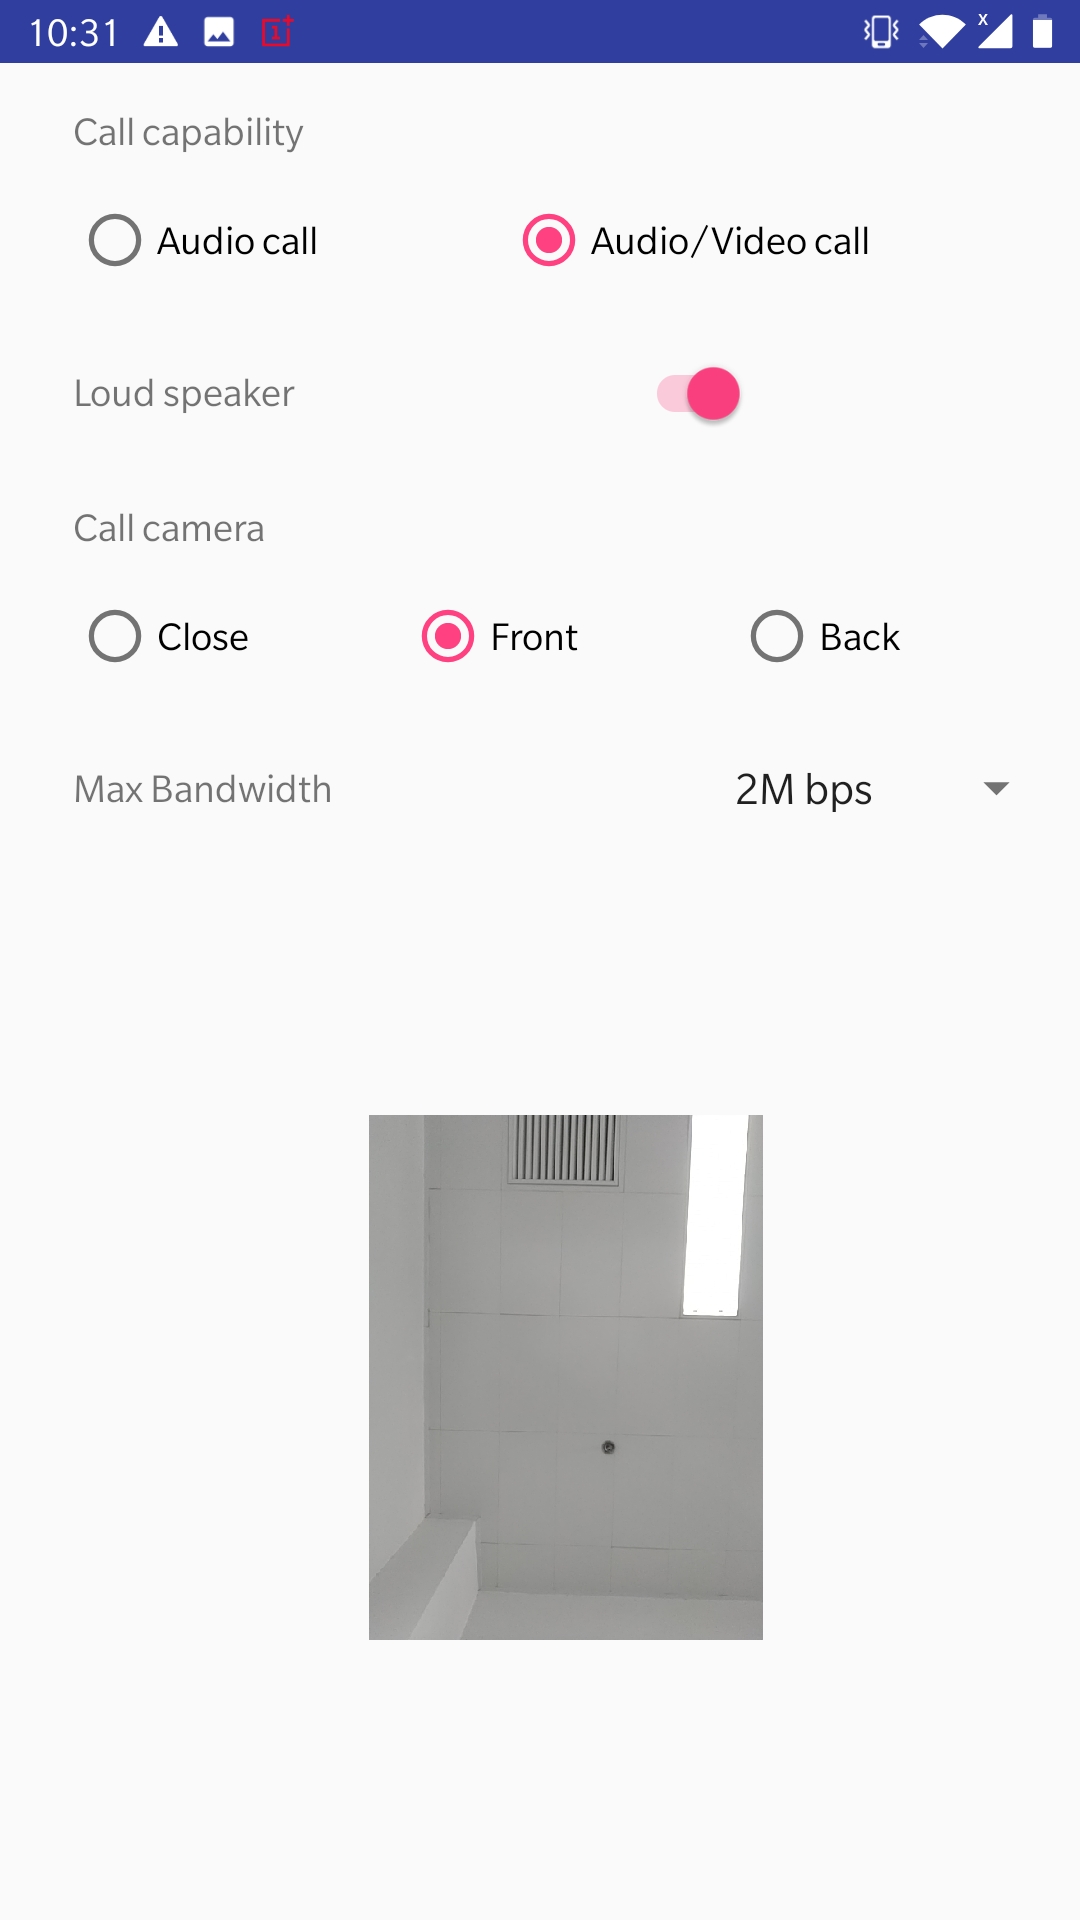 10:31
Call capability
Audio call Audio/Video call
Loud speaker
Call camera
Close Front Back
Max Bandwidth 2M bps